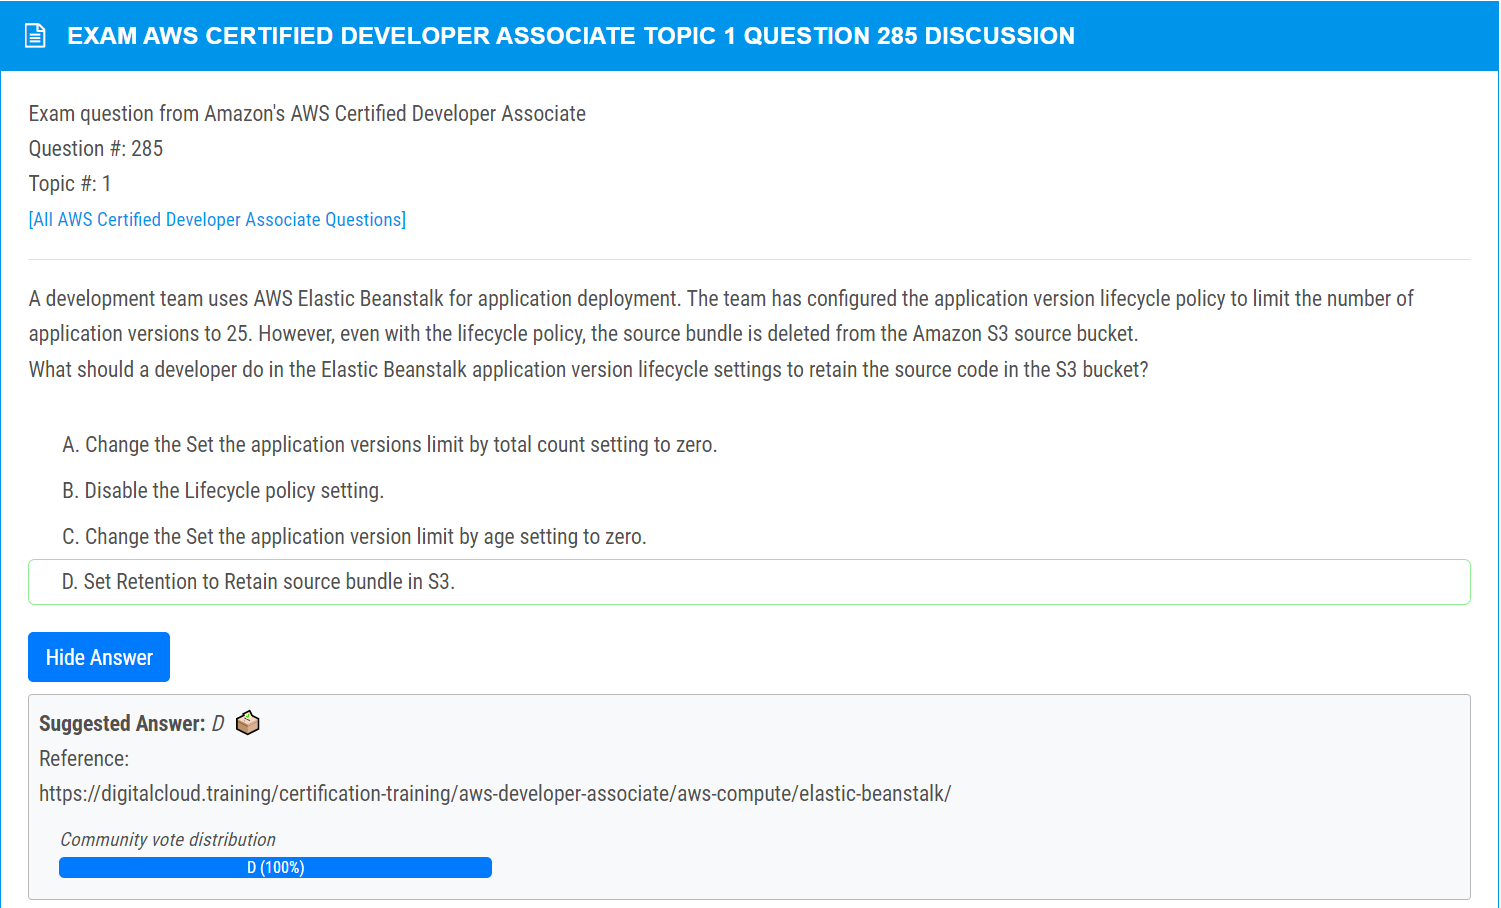 EXAM AWS CERTIFIED DEVELOPER ASSOCIATE TOPIC 1 QUESTION 285 DISCUSSION
Exam question from Amazon's AWS Certified Developer Associate
Question #: 285
Topic #: 1
[All AWS Certified Developer Associate Questions]
A development team uses AWS Elastic Beanstalk for application deployment. The team has configured the application version lifecycle policy to limit the number of
application versions to 25. However, even with the lifecycle policy, the source bundle is deleted from the Amazon S3 source bucket.
What should a developer do in the Elastic Beanstalk application version lifecycle settings to retain the source code in the S3 bucket?
A. Change the Set the application versions limit by total count setting to zero.
B. Disable the Lifecycle policy setting.
C. Change the Set the application version limit by age setting to zero.
D. Set Retention to Retain source bundle in S3.
Hide Answer
Suggested Answer: D
Reference:
https://digitalcloud.training/certification-training/aws-developer-associate/aws-compute/elastic-beanstalk/
Community vote distribution
D (100%)